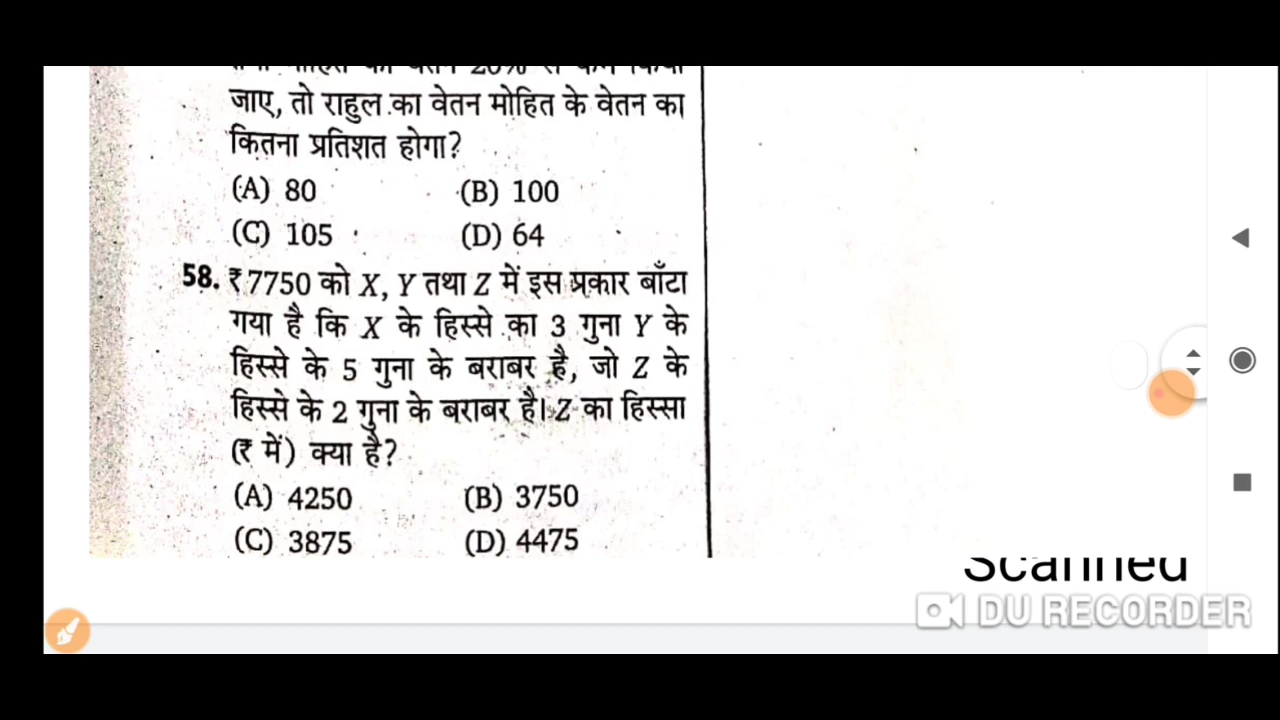 जाए, तो राहुल का वेतन मोहित के वेतन का
कितना प्रतिशत होगा?
(A) 80 (B) 100
(C) 105 (D) 64
58. ₹7750 को X, Y तथा Z में इस प्रकार बाँटा
गया है कि X के हिस्से का 3 गुना Y के
हिस्से के 5 गुना के बराबर है, जो Z के
हिस्से के 2 गुना के बराबर है। Z का हिस्सा
(₹ में) क्या है?
(A) 4250 (B) 3750
(C) 3875 (D) 4475
Scanned
DU RECORDER